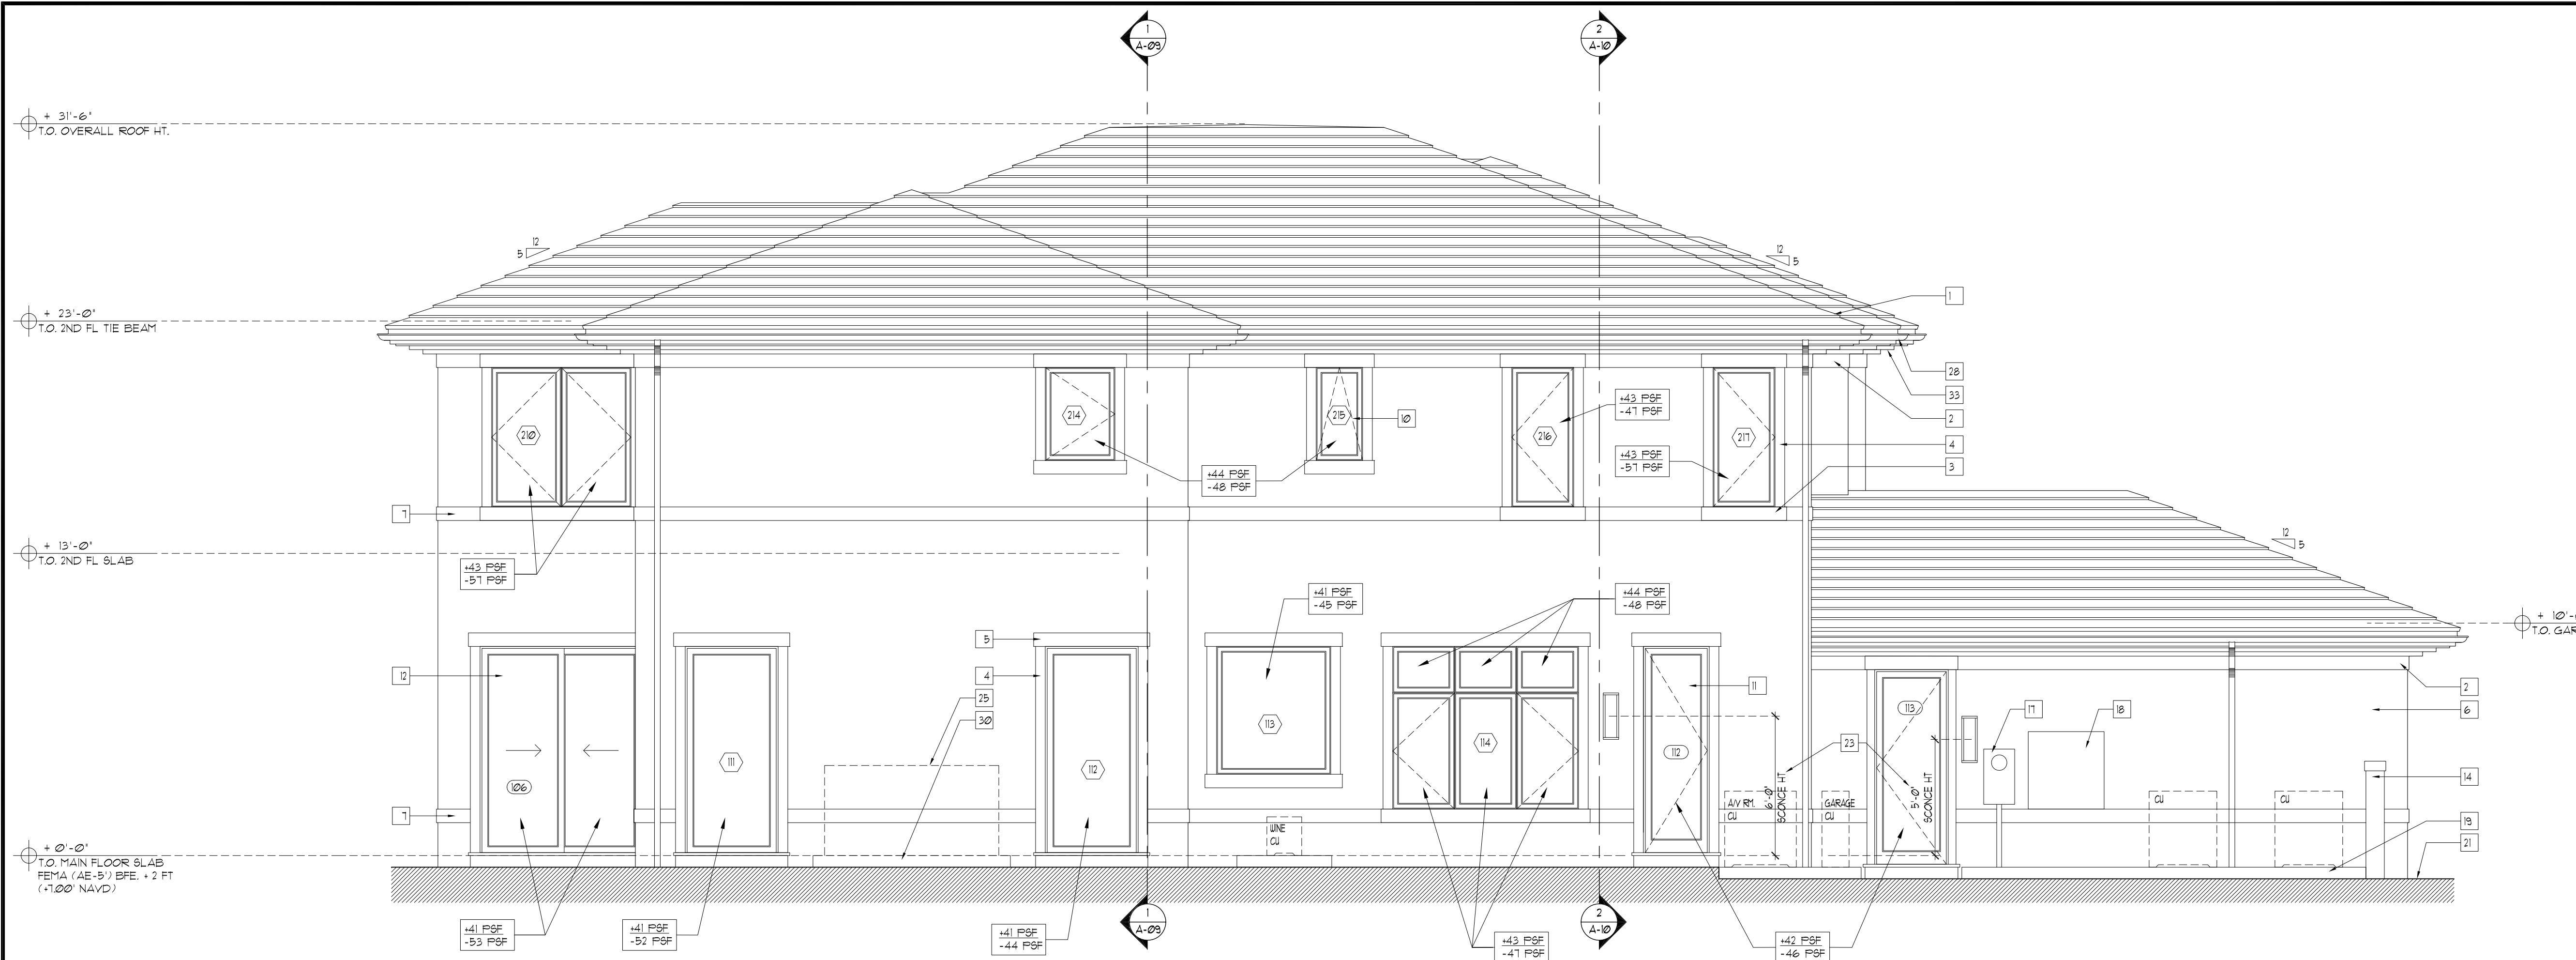 1
A-09
2
A-10
+ 31'-6"
T.O. OVERALL ROOF HT.
12
5
12
5
1
+ 23'-0"
T.O. 2ND FL TIE BEAM
28
33
2
4
3
210
214
215
10
216
217
+43 PSF
-47 PSF
+43 PSF
-57 PSF
+44 PSF
-48 PSF
7
+ 13'-0"
T.O. 2ND FL SLAB
12
5
+43 PSF
-57 PSF
+41 PSF
-45 PSF
+44 PSF
-48 PSF
+ 10'-
T.O. GAR
5
12
4
25
30
11
2
6
113
17
18
113
114
112
23
106
111
112
14
6'-0"
SCONCE HT
5'-0"
SCONCE HT
A/V RM.
CU
GARAGE
CU
CU
CU
7
WINE
CU
19
21
+ 0'-0"
T.O. MAIN FLOOR SLAB
FEMA (AE-5') BFE. + 2 FT
(+7.00' NAVD)
+41 PSF
-53 PSF
+41 PSF
-52 PSF
+41 PSF
-44 PSF
1
A-09
+43 PSF
-47 PSF
2
A-10
+42 PSF
-46 PSF